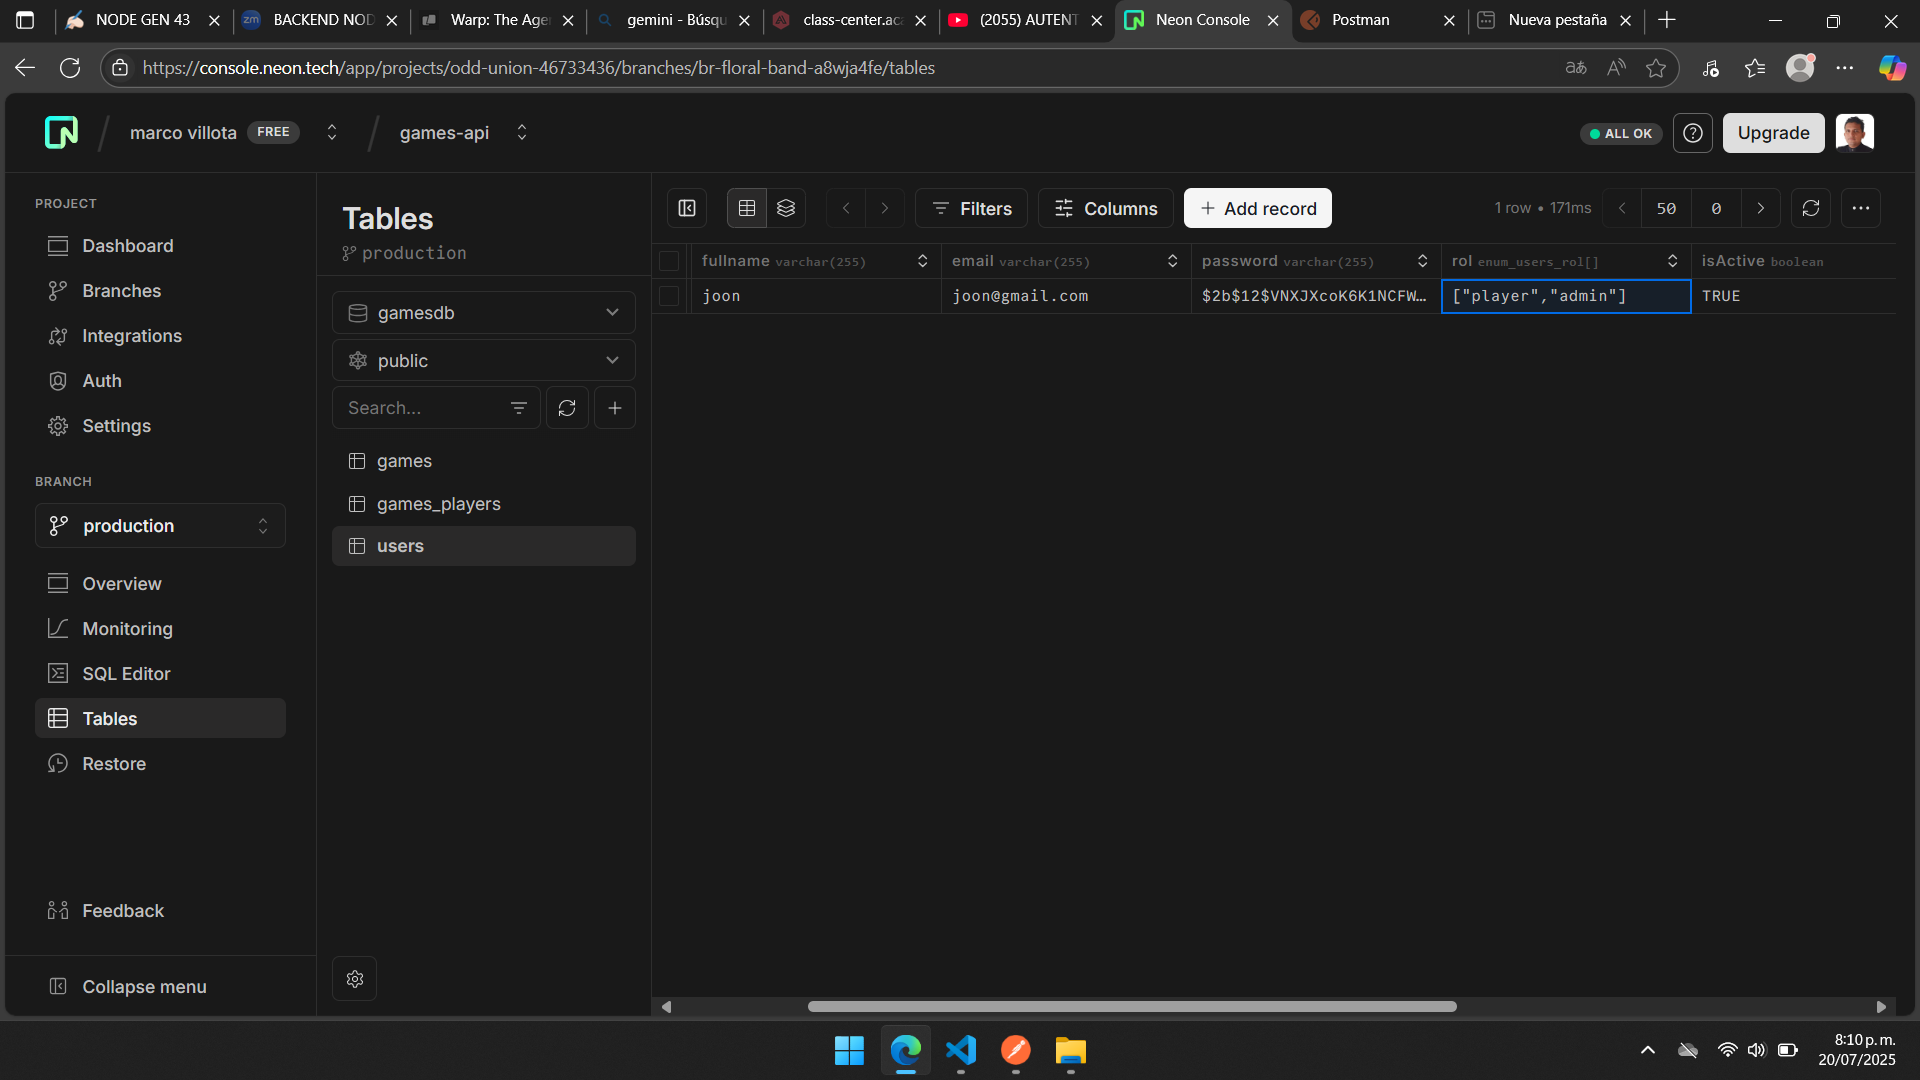 NODE GEN 43
zm BACKEND NOD
Warp: The Age
gemini - Búsqu
class-center.aca
(2055) AUTENT
Neon Console
Postman
Nueva pestaña
https://console.neon.tech/app/projects/odd-union-46733436/branches/br-floral-band-a8wja4fe/tables
marco villota FREE
games-api
ALL OK
Upgrade
PROJECT
Dashboard
Branches
Integrations
Auth
Settings
BRANCH
production
Overview
Monitoring
SQL Editor
Tables
Restore
Feedback
Collapse menu
Tables
production
gamesdb
public
Search...
games
games_players
users
Filters
Columns
Add record
1 row • 171ms
50
0
fullname varchar(255)
email varchar(255)
password varchar(255)
rol enum_users_rol[]
isActive boolean
joon
joon@gmail.com
$2b$12$VNXJXcoK6K1NCFW…
["player","admin"]
TRUE
8:10 p. m.
20/07/2025